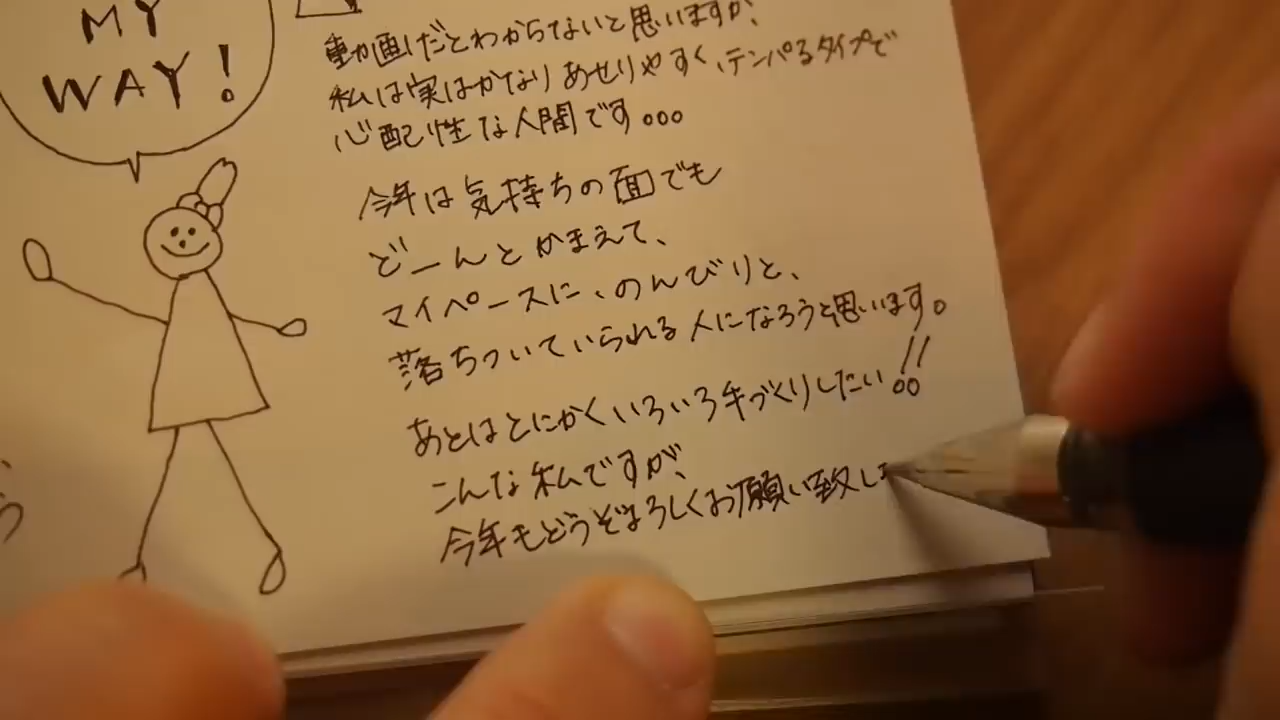 MY
WAY!
動画だとわからないと思いますが、
私は実はかなりあせりやすく、テンパるタイプで
心配性な人間です...
今年は気持ちの面でも
どーんとかまえて、
マイペースに、のんびりと、
落ちついていられる人になろうと思います。
あとはとにかくいろいろ手づくりしたい!!
こんな私ですが、
今年もどうぞよろしくお願い致しま